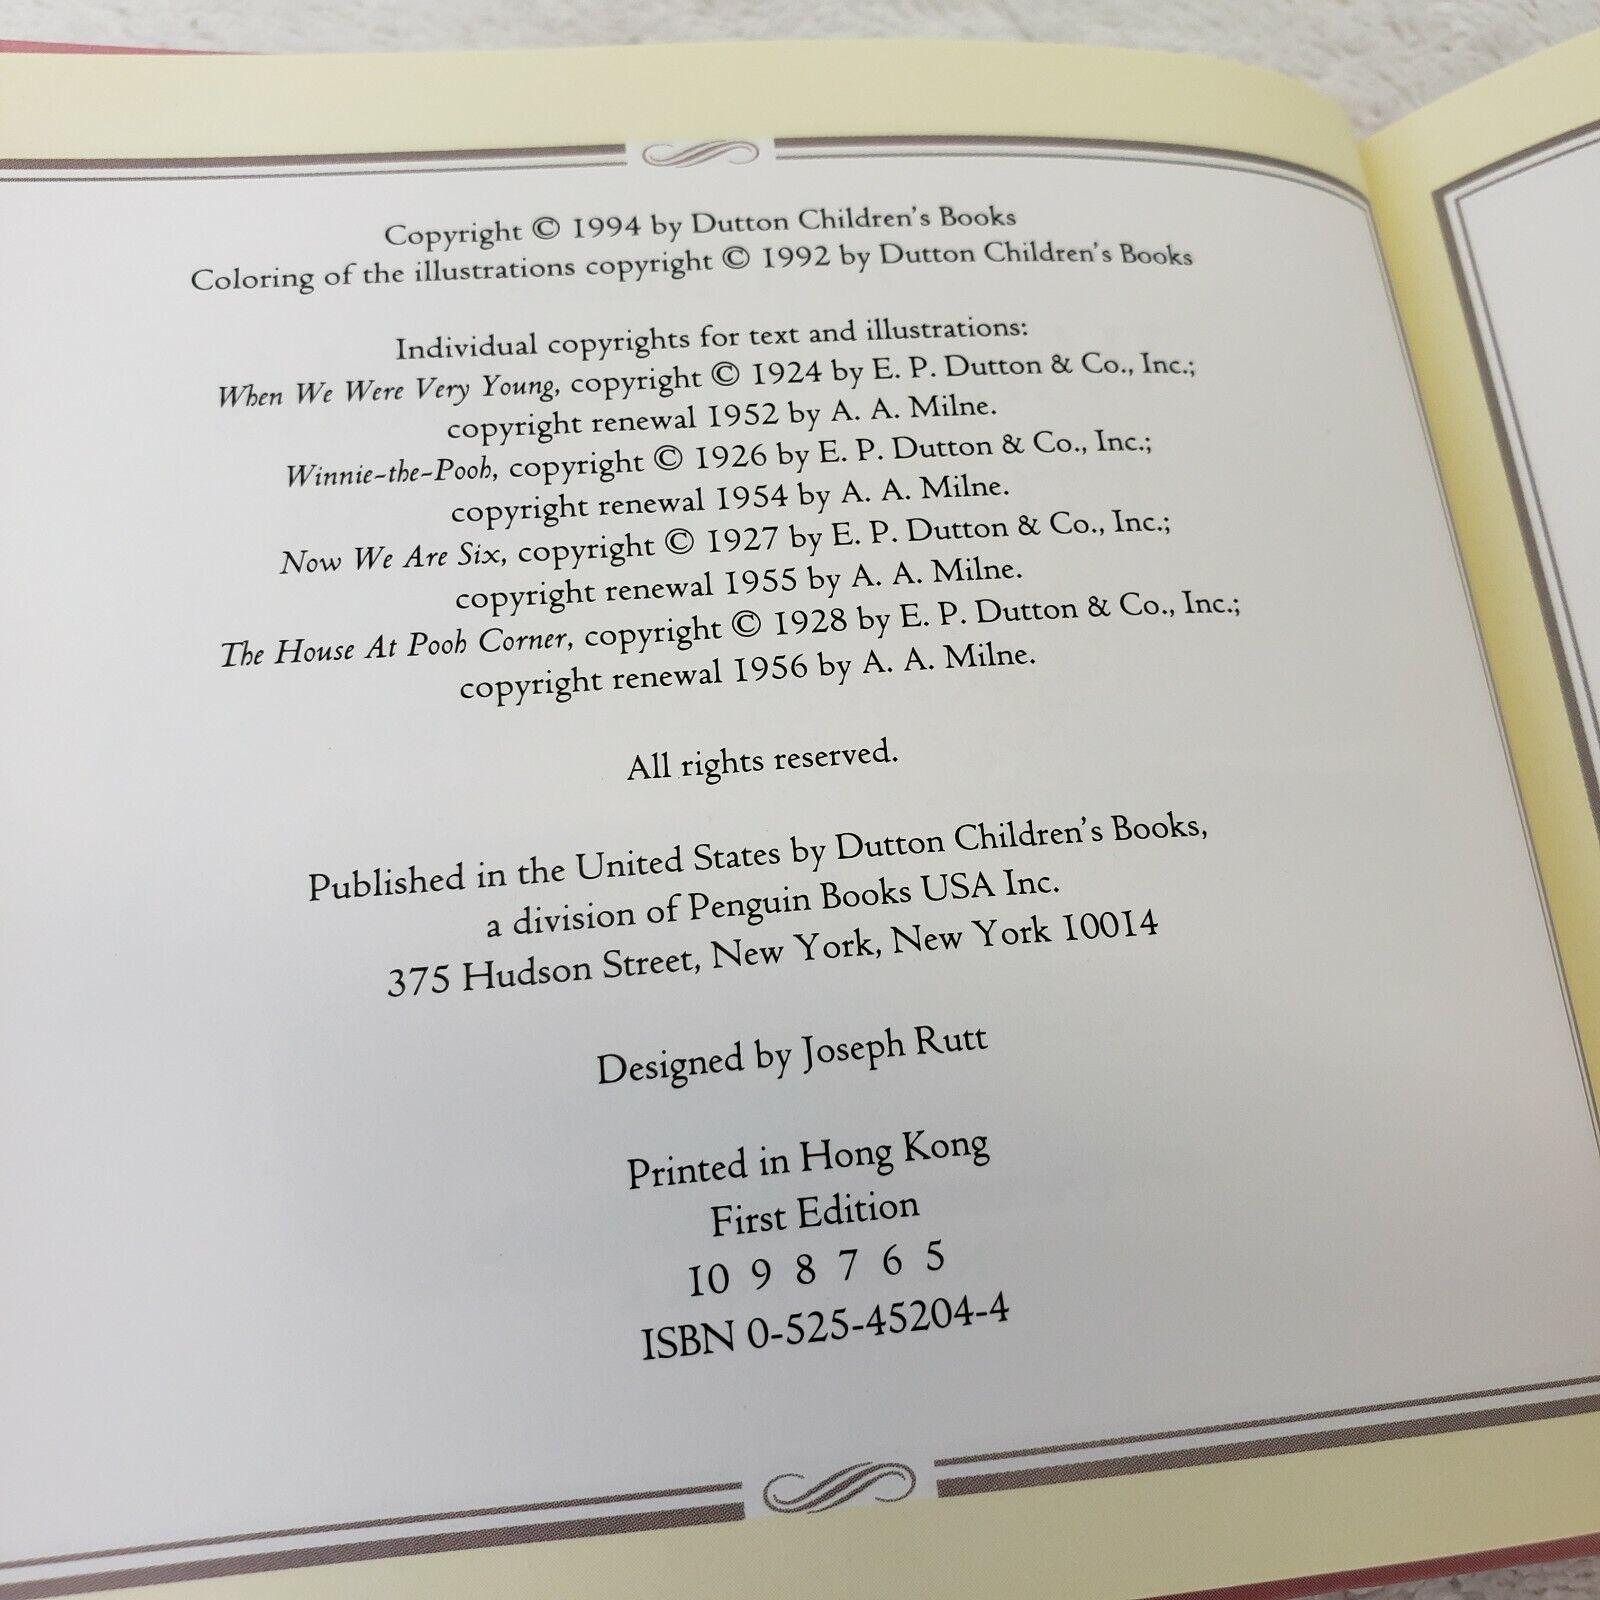 Copyright © 1994 by Dutton Children's Books
Coloring of the illustrations copyright © 1992 by Dutton Children's Books
Individual copyrights for text and illustrations:
When We Were Very Young, copyright © 1924 by E. P. Dutton & Co., Inc.;
copyright renewal 1952 by A. A. Milne.
Winnie-the-Pooh, copyright © 1926 by E. P. Dutton & Co., Inc.;
copyright renewal 1954 by A. A. Milne.
Now We Are Six, copyright © 1927 by E. P. Dutton & Co., Inc.;
copyright renewal 1955 by A. A. Milne.
The House At Pooh Corner, copyright © 1928 by E. P. Dutton & Co., Inc.;
copyright renewal 1956 by A. A. Milne.
All rights reserved.
Published in the United States by Dutton Children's Books,
a division of Penguin Books USA Inc.
375 Hudson Street, New York, New York 10014
Designed by Joseph Rutt
Printed in Hong Kong
First Edition
10 9 8 7 6 5
ISBN 0-525-45204-4